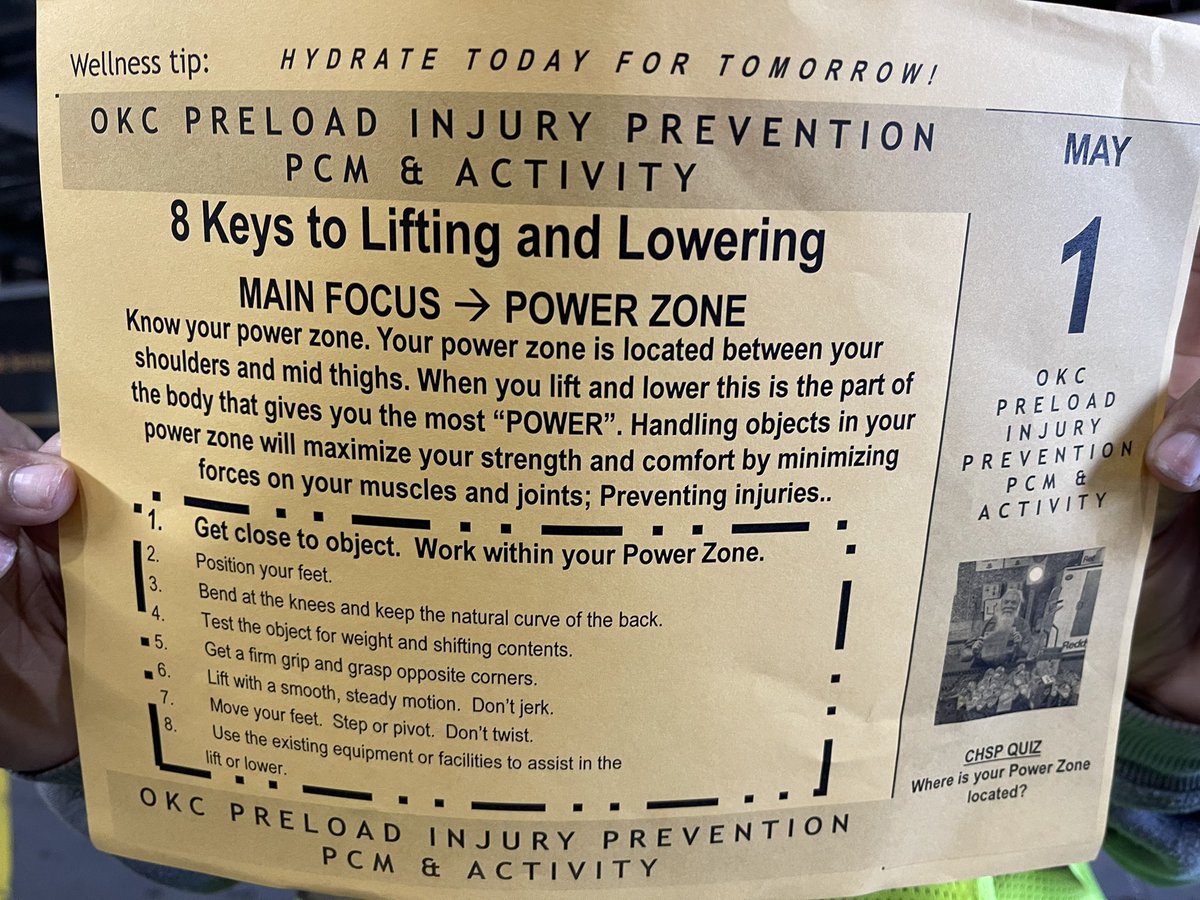 Wellness tip: HYDRATE TODAY FOR TOMORROW!
OKC PRELOAD INJURY PREVENTION
PCM & ACTIVITY
8 Keys to Lifting and Lowering
MAIN FOCUS → POWER ZONE
Know your power zone. Your power zone is located between your
shoulders and mid thighs. When you lift and lower this is the part of
the body that gives you the most “POWER”. Handling objects in your
power zone will maximize your strength and comfort by minimizing
forces on your muscles and joints; Preventing injuries..
1. Get close to object. Work within your Power Zone.
2. Position your feet.
3. Bend at the knees and keep the natural curve of the back.
4. Test the object for weight and shifting contents.
5. Get a firm grip and grasp opposite corners.
6. Lift with a smooth, steady motion. Don't jerk.
7. Move your feet. Step or pivot. Don't twist.
8. Use the existing equipment or facilities to assist in the
lift or lower.
OKC PRELOAD INJURY PREVENTION
PCM & ACTIVITY
MAY
1
OKC
PRELOAD
INJURY
PREVENTION
PCM &
ACTIVITY
CHSP QUIZ
Where is your Power Zone
located?